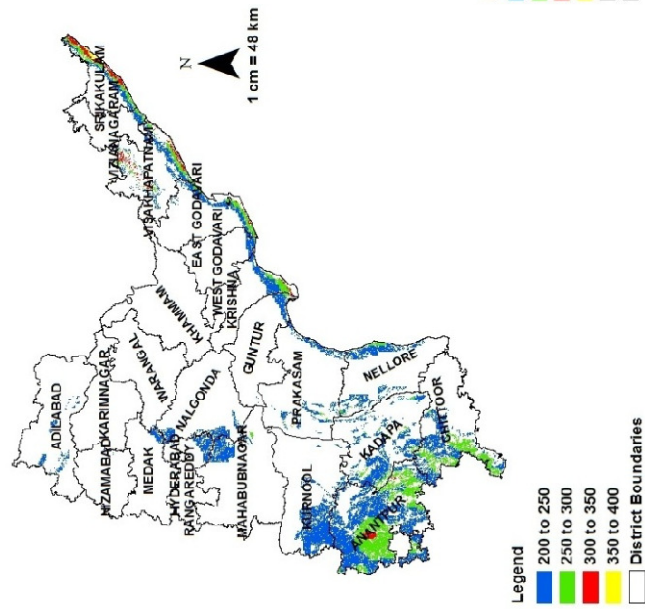 ADILABAD
NIZAMABAD
KARIMNAGAR
WARANGAL
MEDAK
KHAMMAM
HYDERABAD
RANGAREDDY
NALGONDA
MAHABUBNAGAR
SRIKAKULAM
VIZIANAGARAM
VISAKHAPATNAM
EAST GODAVARI
WEST GODAVARI
KRISHNA
GUNTUR
PRAKASAM
KURNOOL
NELLORE
KADAPA
ANANTPUR
CHITTOOR
N
1 cm = 48 km
Legend
200 to 250
250 to 300
300 to 350
350 to 400
District Boundaries